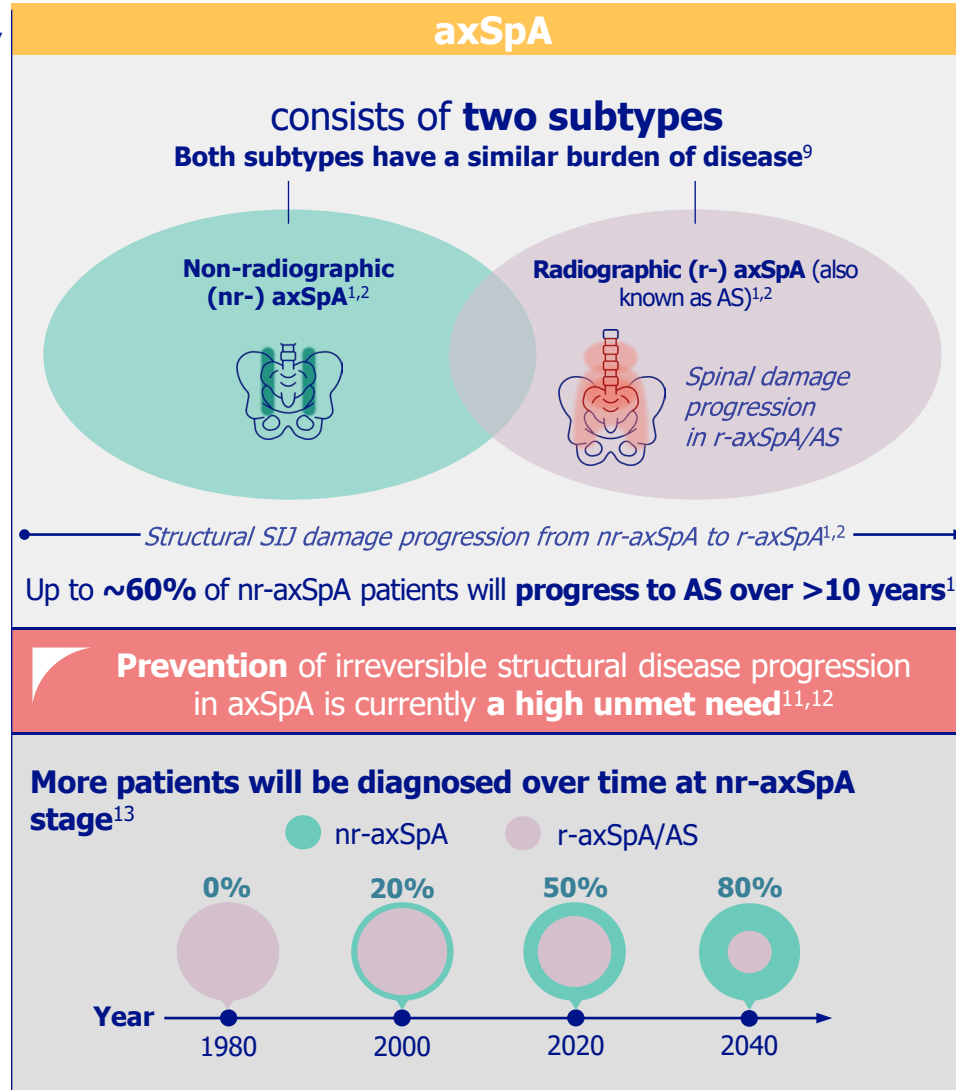 axSpA
consists of two subtypes
Both subtypes have a similar burden of disease9
Non-radiographic
(nr-) axSpA1,2
Radiographic (r-) axSpA (also
known as AS)1,2
Spinal damage
progression
in r-axSpA/AS
Structural SIJ damage progression from nr-axSpA to r-axSpA1,2
Up to ~60% of nr-axSpA patients will progress to AS over >10 years1
Prevention of irreversible structural disease progression
in axSpA is currently a high unmet need11,12
More patients will be diagnosed over time at nr-axSpA
stage13
nr-axSpA r-axSpA/AS
0% 20% 50% 80%
Year
1980 2000 2020 2040